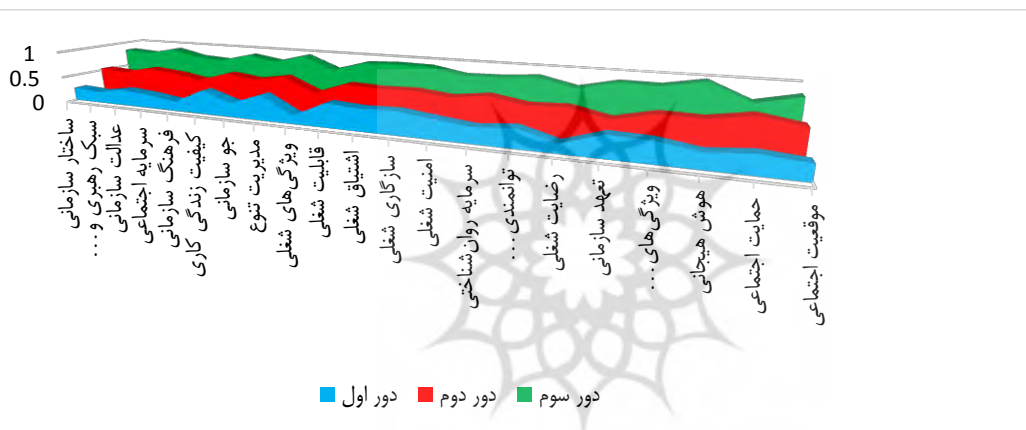 1
0.5
0
ساختار سازمانی
سبک رهبری و...
عدالت سازمانی
سرمایه اجتماعی
فرهنگ سازمانی
کیفیت زندگی کاری
جو سازمانی
مدیریت تنوع
ویژگی‌های شغلی
قابلیت شغلی
اشتیاق شغلی
سازگاری شغلی
امنیت شغلی
سرمایه روان‌شناختی
توانمندی...
رضایت شغلی
تعهد سازمانی
ویژگی‌های...
هوش هیجانی
حمایت اجتماعی
موقعیت اجتماعی
دور سوم دور دوم دور اول